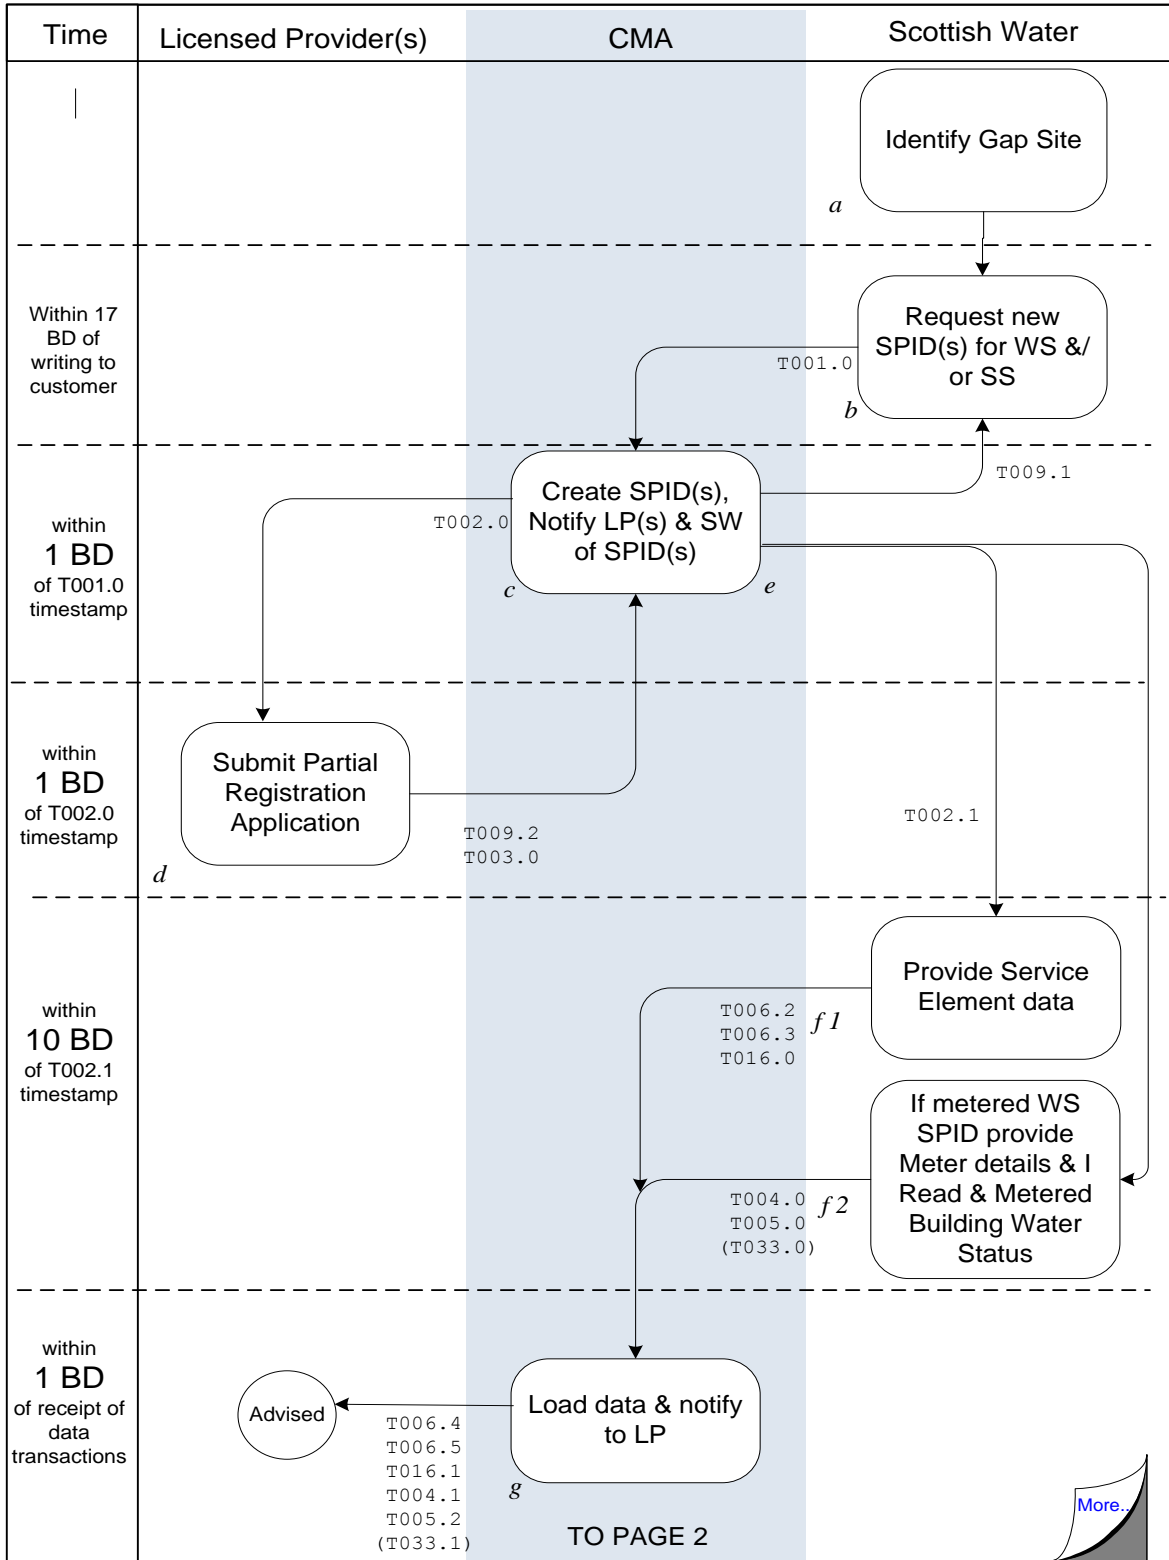 Time
Licensed Provider(s)
CMA
Scottish Water
Identify Gap Site
a
Within 17
BD of
writing to
customer
Request new
SPID(s) for WS &/
or SS
T001.0
b
T009.1
within
1 BD
of T001.0
timestamp
Create SPID(s),
Notify LP(s) & SW
of SPID(s)
T002.0
c
e
within
1 BD
of T002.0
timestamp
Submit Partial
Registration
Application
T009.2
T003.0
d
T002.1
within
10 BD
of T002.1
timestamp
Provide Service
Element data
T006.2
T006.3
T016.0
f1
If metered WS
SPID provide
Meter details & I
Read & Metered
Building Water
Status
T004.0
T005.0
(T033.0)
f2
within
1 BD
of receipt of
data
transactions
Advised
Load data & notify
to LP
T006.4
T006.5
T016.1
T004.1
T005.2
(T033.1)
g
TO PAGE 2
More..